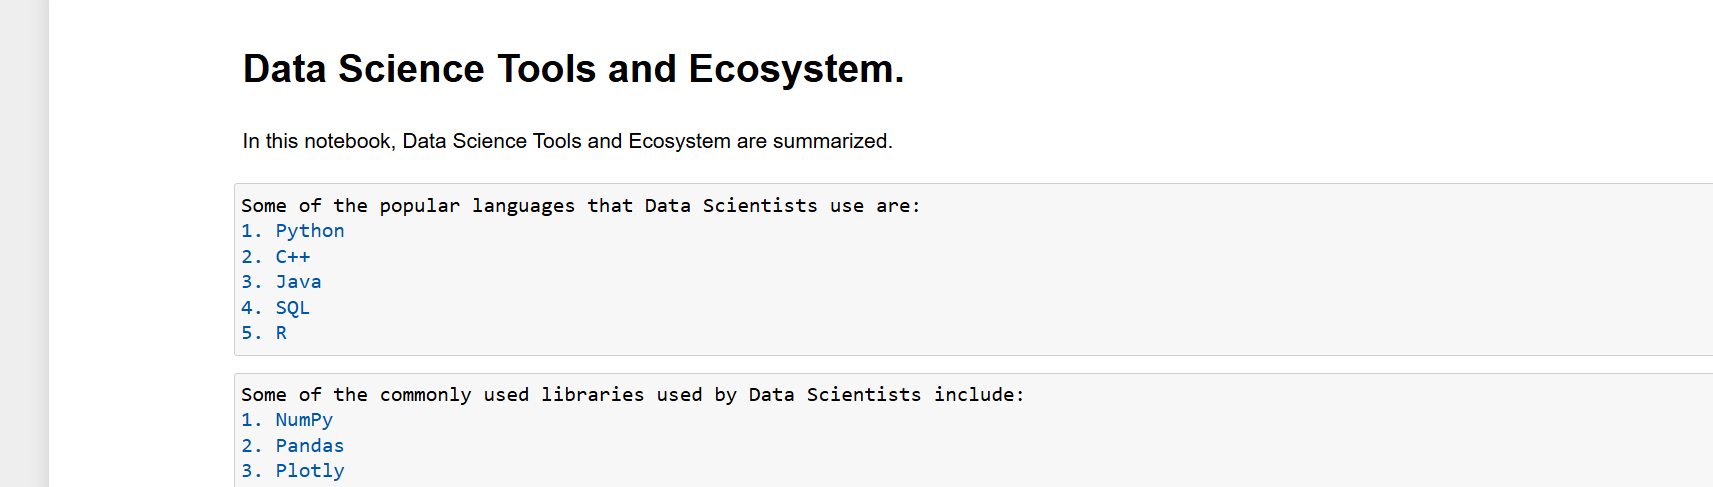 Data Science Tools and Ecosystem.
In this notebook, Data Science Tools and Ecosystem are summarized.
Some of the popular languages that Data Scientists use are:
1. Python
2. C++
3. Java
4. SQL
5. R
Some of the commonly used libraries used by Data Scientists include:
1. NumPy
2. Pandas
3. Plotly